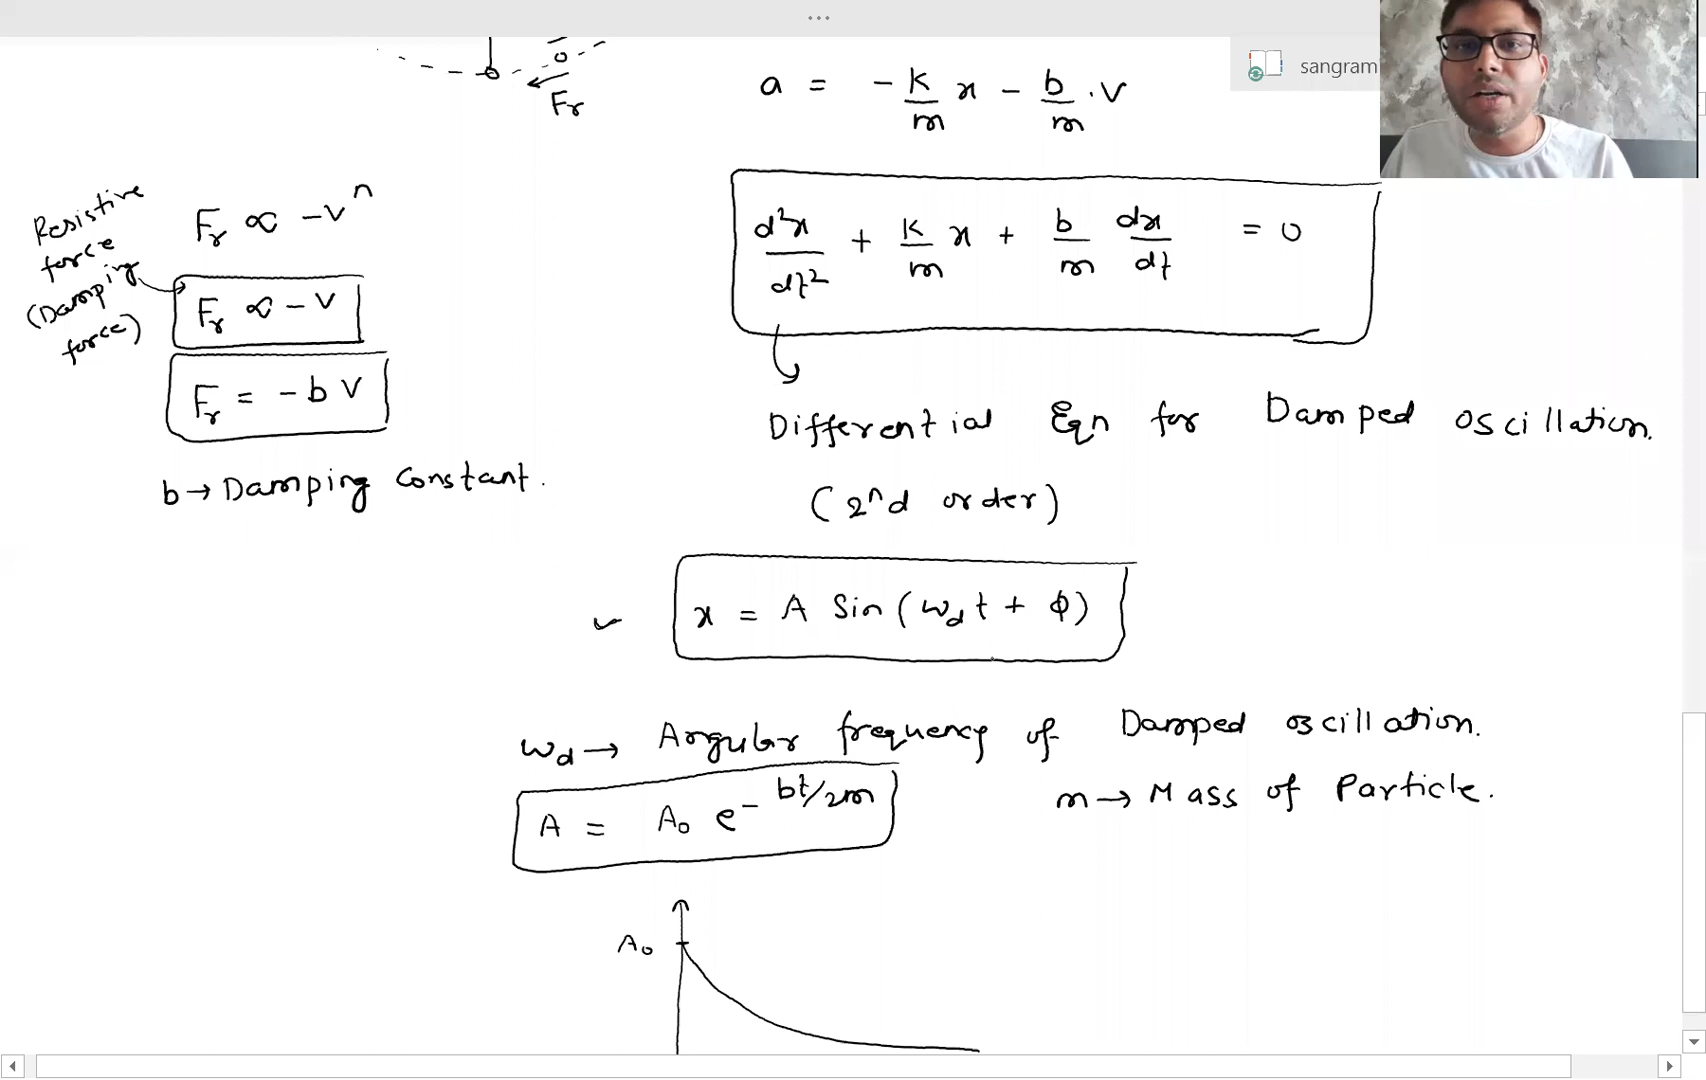 sangram
Fr
a = - k/m x - b/m . v
Resistive force (Damping force)
Fr ∝ -vⁿ
Fr ∝ - v
Fr = - b v
b → Damping Constant.
d²x/dt² + k/m x + b/m dx/dt = 0
Differential Eqn for Damped oscillation.
(2nd order)
x = A Sin (ωd t + φ)
ωd → Angular frequency of Damped oscillation.
A = A₀ e^- bt/2m
m → Mass of Particle.
A₀